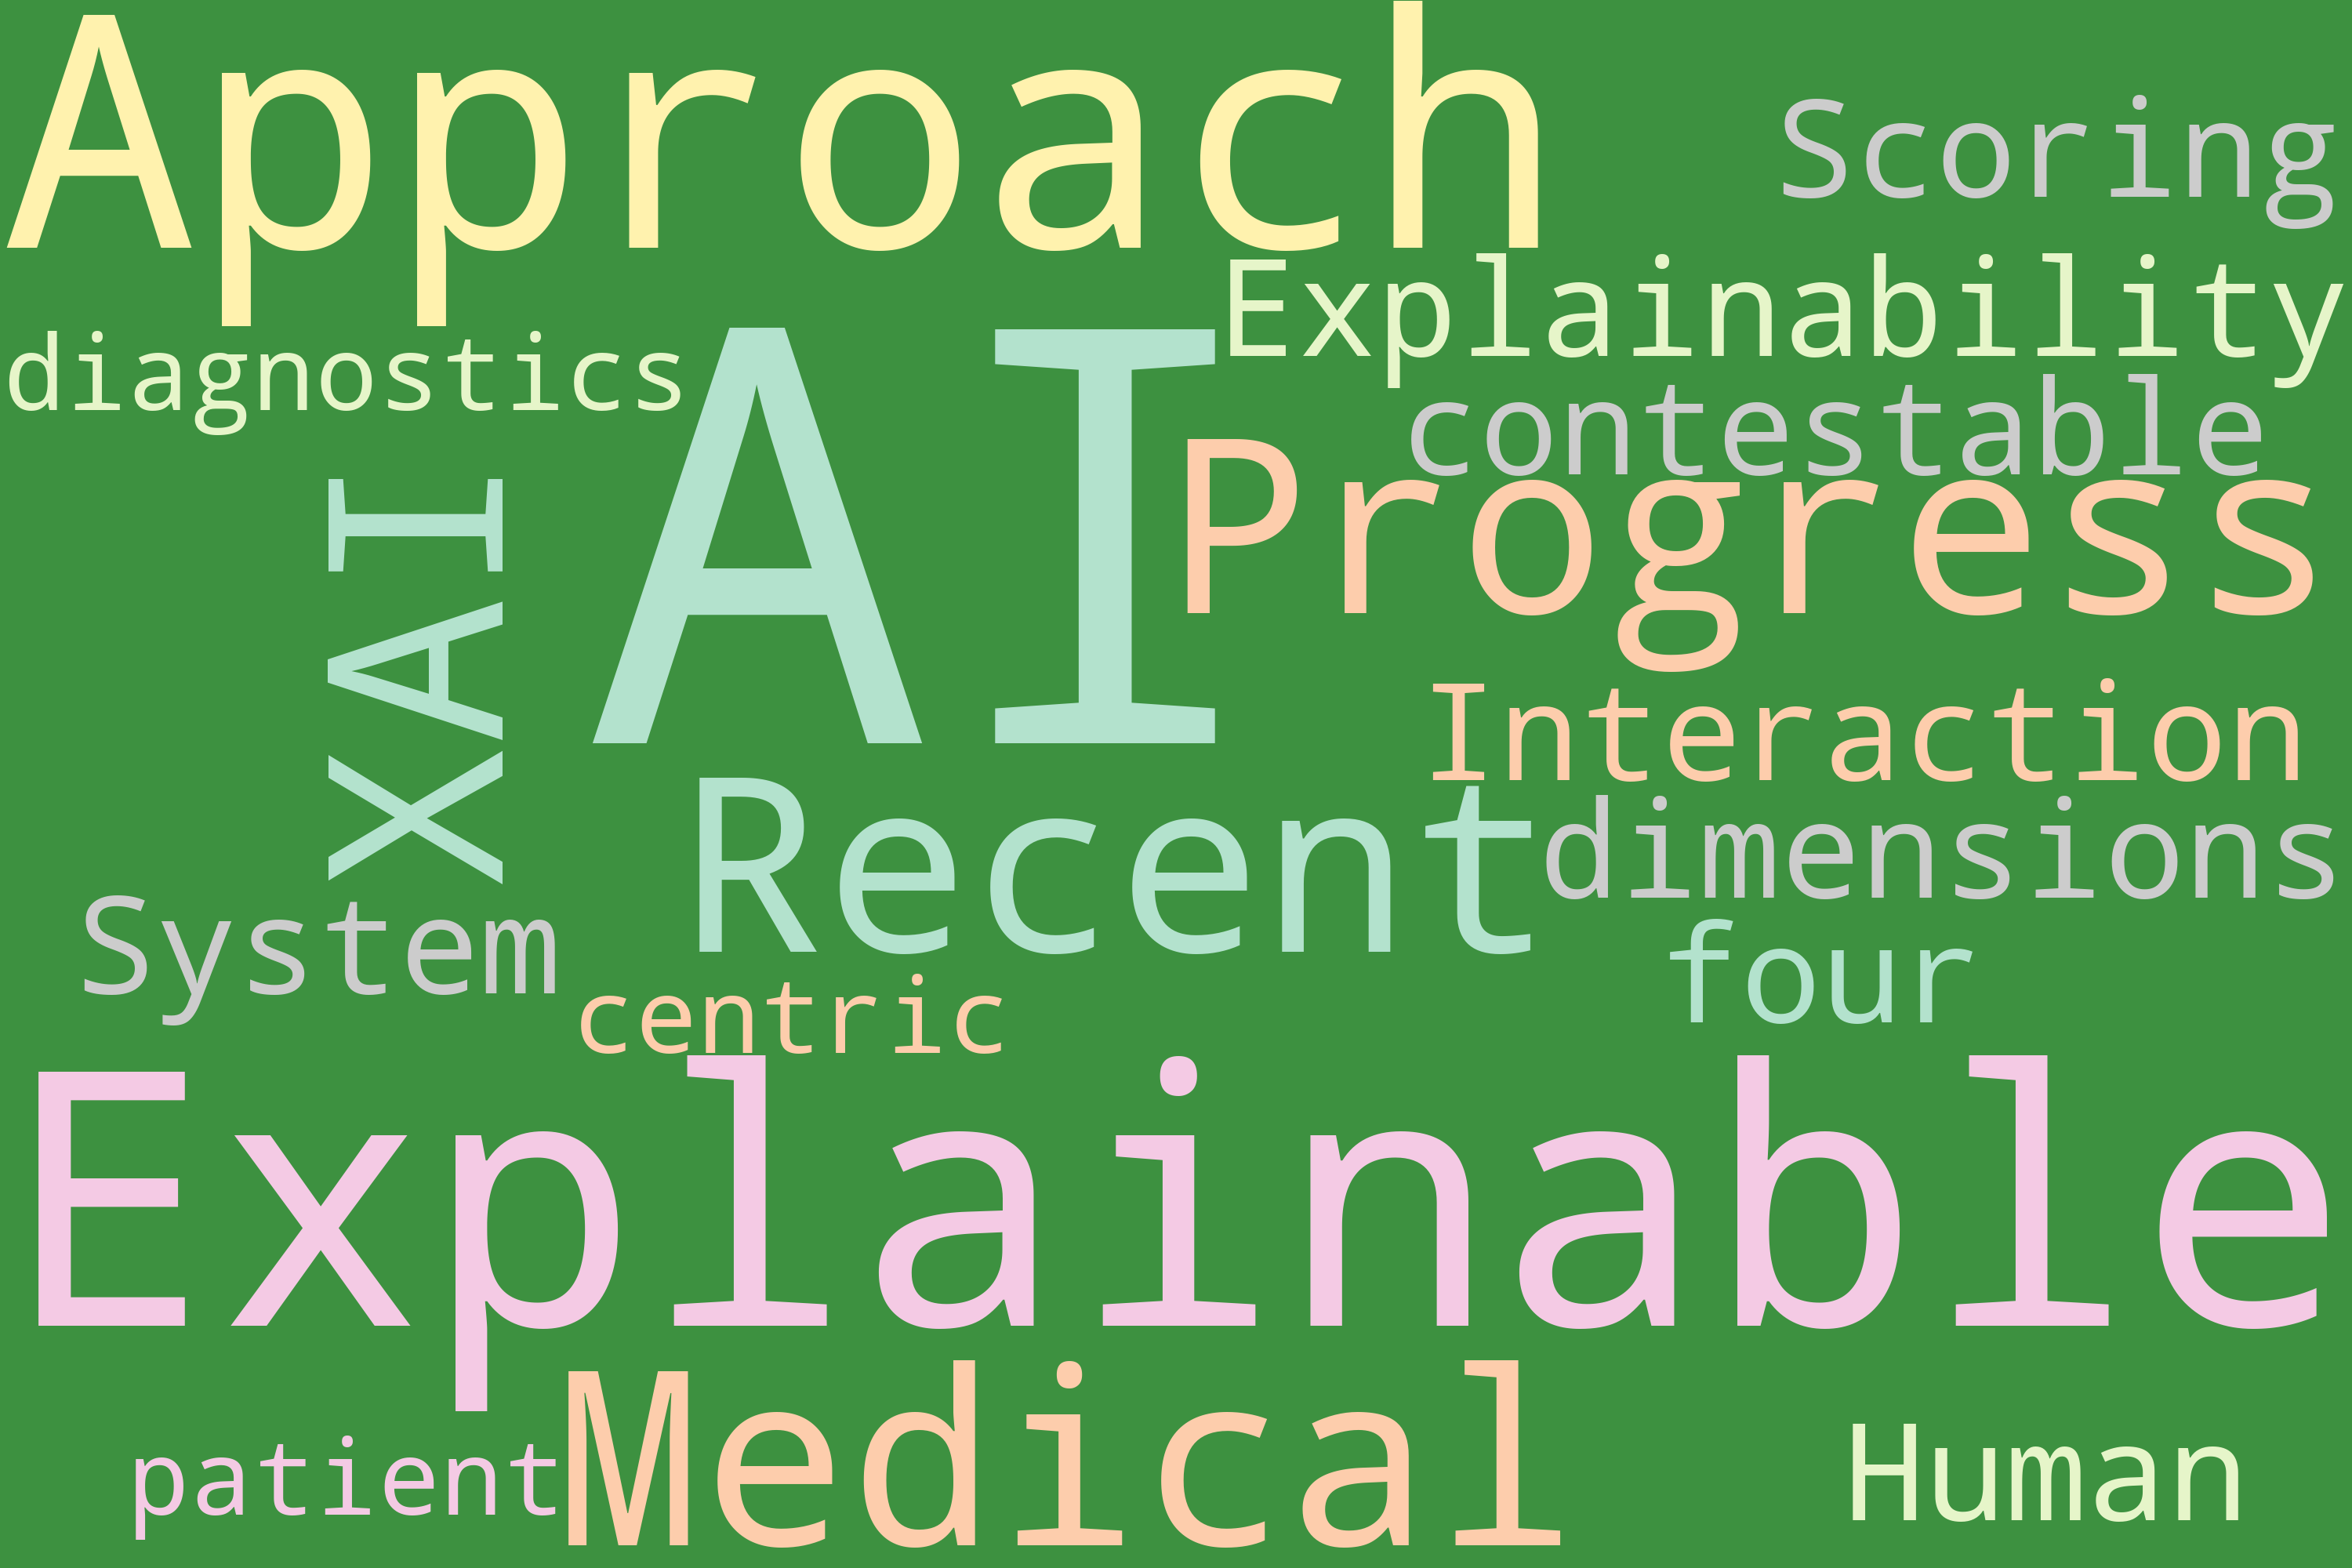 Approach
Scoring
Explainability
diagnostics
contestable
AI
Progress
XAI
Interaction
Recent
dimensions
System
four
centric
Explainable
Medical
patient
Human